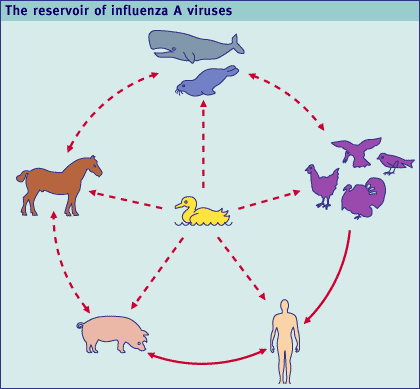 The reservoir of influenza A viruses